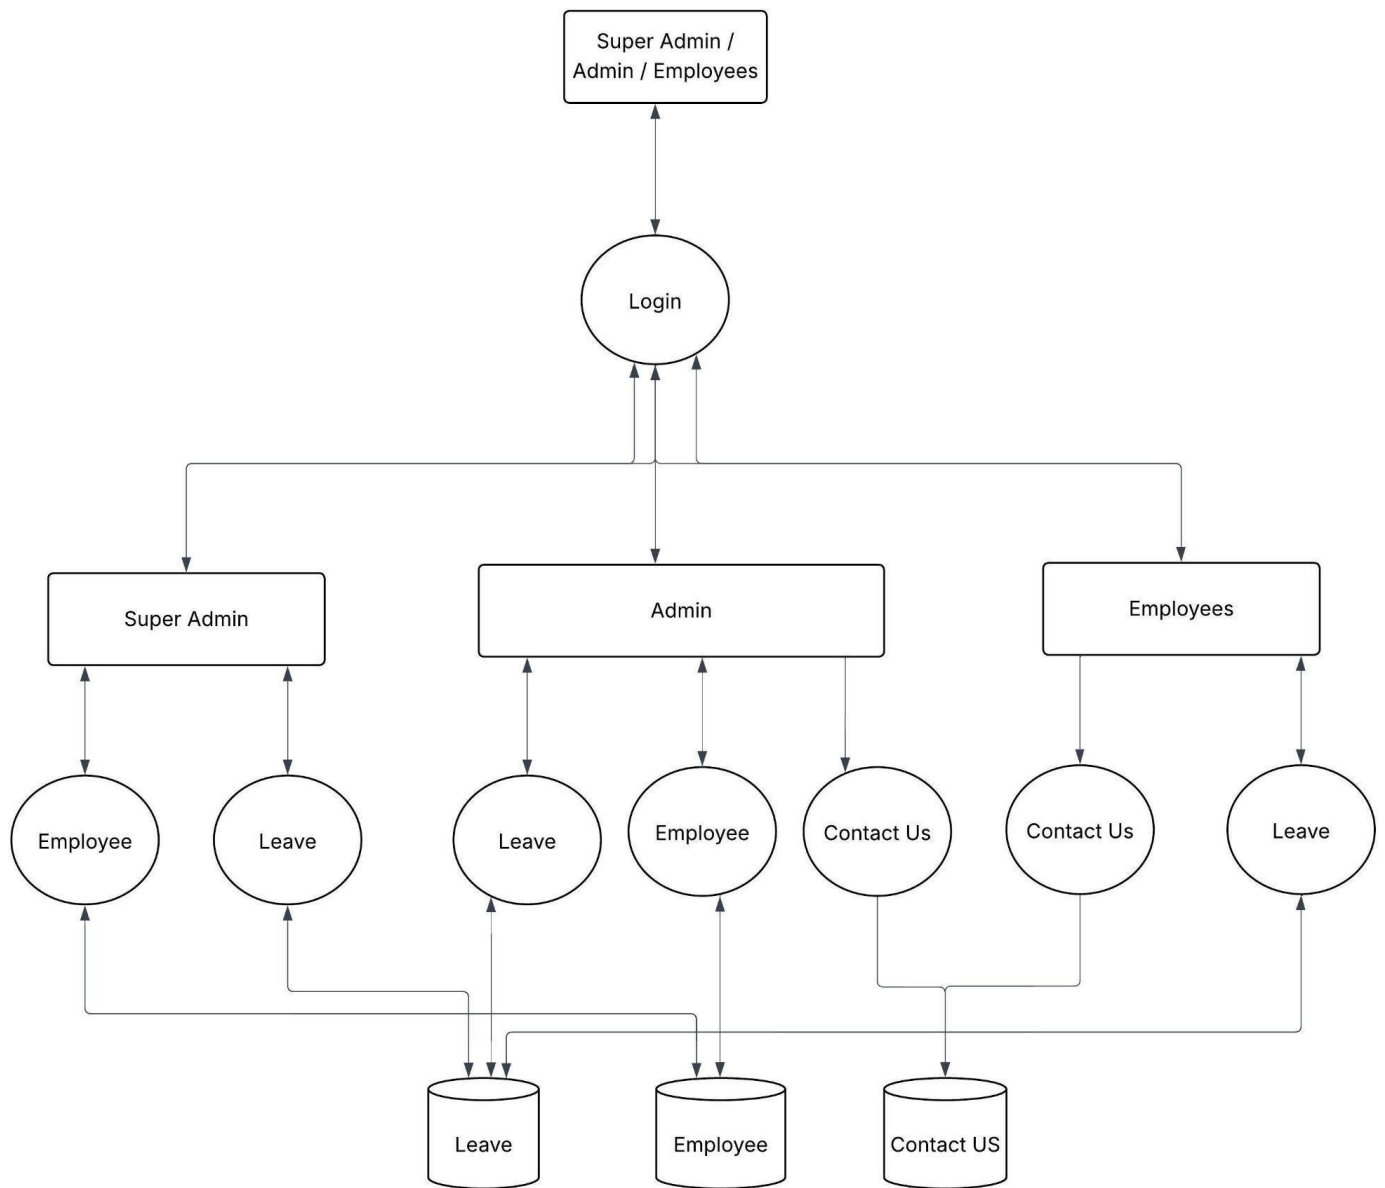 Super Admin /
Admin / Employees
Login
Super Admin
Admin
Employees
Employee
Leave
Leave
Employee
Contact Us
Contact Us
Leave
Leave
Employee
Contact US